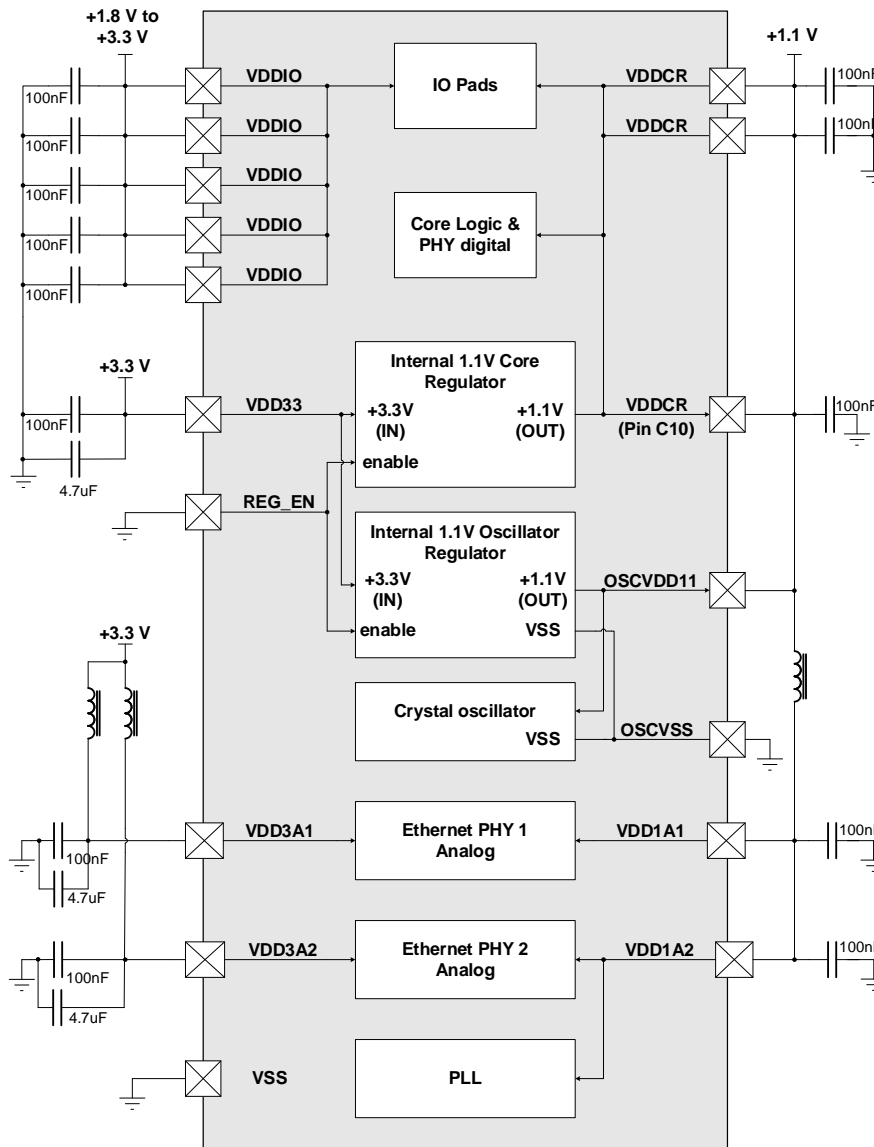 +1.8 V to
+3.3 V
+1.1 V
100nF
VDDIO
IO Pads
VDDCR
100nF
100nF
VDDIO
VDDCR
100nF
100nF
VDDIO
100nF
VDDIO
Core Logic &
PHY digital
100nF
VDDIO
+3.3 V
Internal 1.1V Core
Regulator
100nF
VDD33
+3.3V
(IN)
+1.1V
(OUT)
VDDCR
(Pin C10)
100nF
enable
4.7uF
REG_EN
Internal 1.1V Oscillator
Regulator
+3.3V
(IN)
+1.1V
(OUT)
OSCVDD11
enable
VSS
+3.3 V
Crystal oscillator
VSS
OSCVSS
100nF
4.7uF
VDD3A1
Ethernet PHY 1
Analog
VDD1A1
100nF
100nF
4.7uF
VDD3A2
Ethernet PHY 2
Analog
VDD1A2
100nF
VSS
PLL